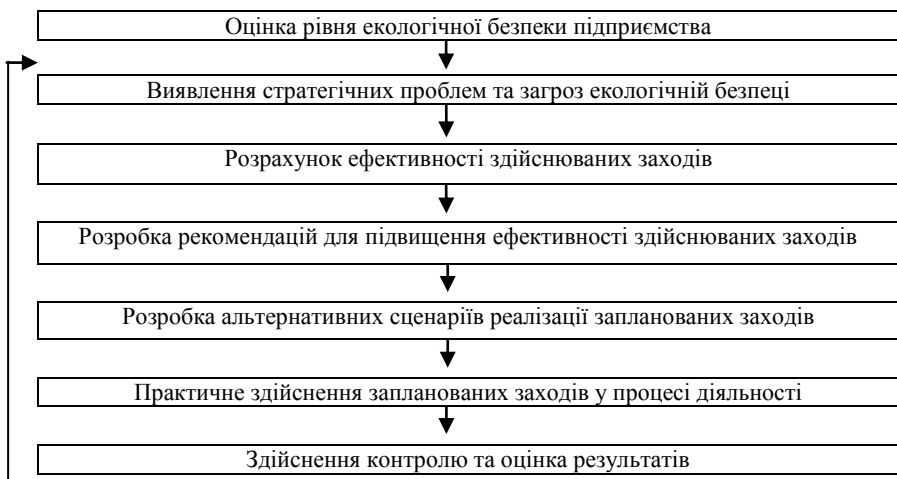 Оцінка рівня екологічної безпеки підприємства
Виявлення стратегічних проблем та загроз екологічній безпеці
Розрахунок ефективності здійснюваних заходів
Розробка рекомендацій для підвищення ефективності здійснюваних заходів
Розробка альтернативних сценаріїв реалізації запланованих заходів
Практичне здійснення запланованих заходів у процесі діяльності
Здійснення контролю та оцінка результатів